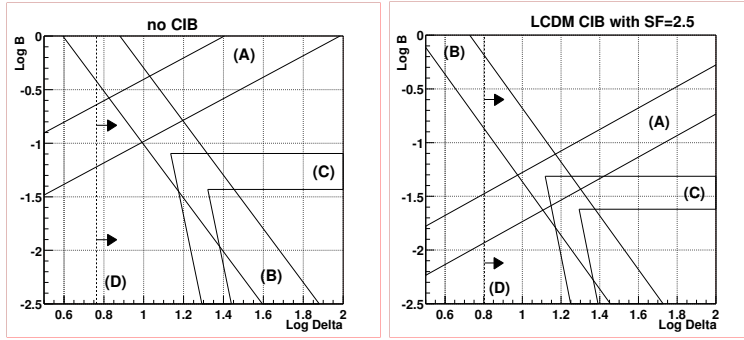 no CIB
Log B
0
-0.5
-1
-1.5
-2
-2.5
0.6 0.8 1 1.2 1.4 1.6 1.8 2
Log Delta
(A)
(C)
(B)
(D)
LCDM CIB with SF=2.5
Log B
0
-0.5
-1
-1.5
-2
-2.5
0.6 0.8 1 1.2 1.4 1.6 1.8 2
Log Delta
(B)
(A)
(C)
(D)